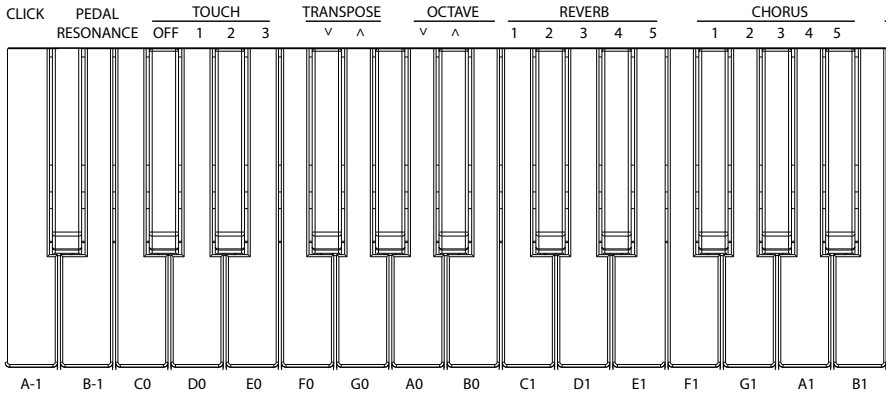 CLICK PEDAL TOUCH TRANSPOSE OCTAVE REVERB CHORUS
RESONANCE OFF 1 2 3 ˅ ˄ ˅ ˄ 1 2 3 4 5 1 2 3 4 5
A-1 B-1 C0 D0 E0 F0 G0 A0 B0 C1 D1 E1 F1 G1 A1 B1